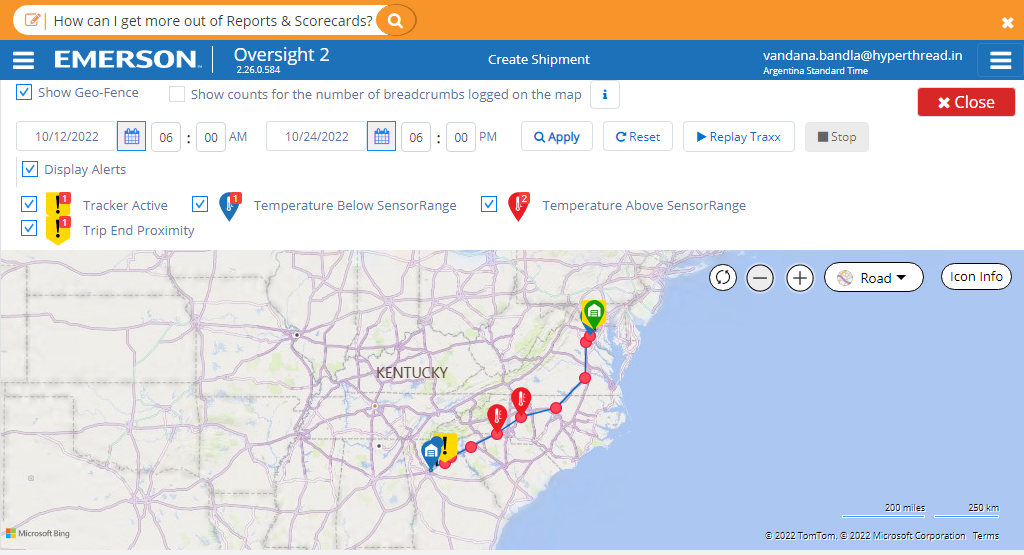 How can I get more out of Reports & Scorecards?
EMERSON
Oversight 2
2.26.0.584
Create Shipment
vandana.bandla@hyperthread.in
Argentina Standard Time
Show Geo-Fence
Show counts for the number of breadcrumbs logged on the map
i
Close
10/12/2022
06 : 00 AM
10/24/2022
06 : 00 PM
Apply
Reset
Replay Traxx
Stop
Display Alerts
1 Tracker Active
1 Temperature Below SensorRange
2 Temperature Above SensorRange
1 Trip End Proximity
Road
Icon Info
KENTUCKY
200 miles
250 km
Microsoft Bing
© 2022 TomTom, © 2022 Microsoft Corporation Terms